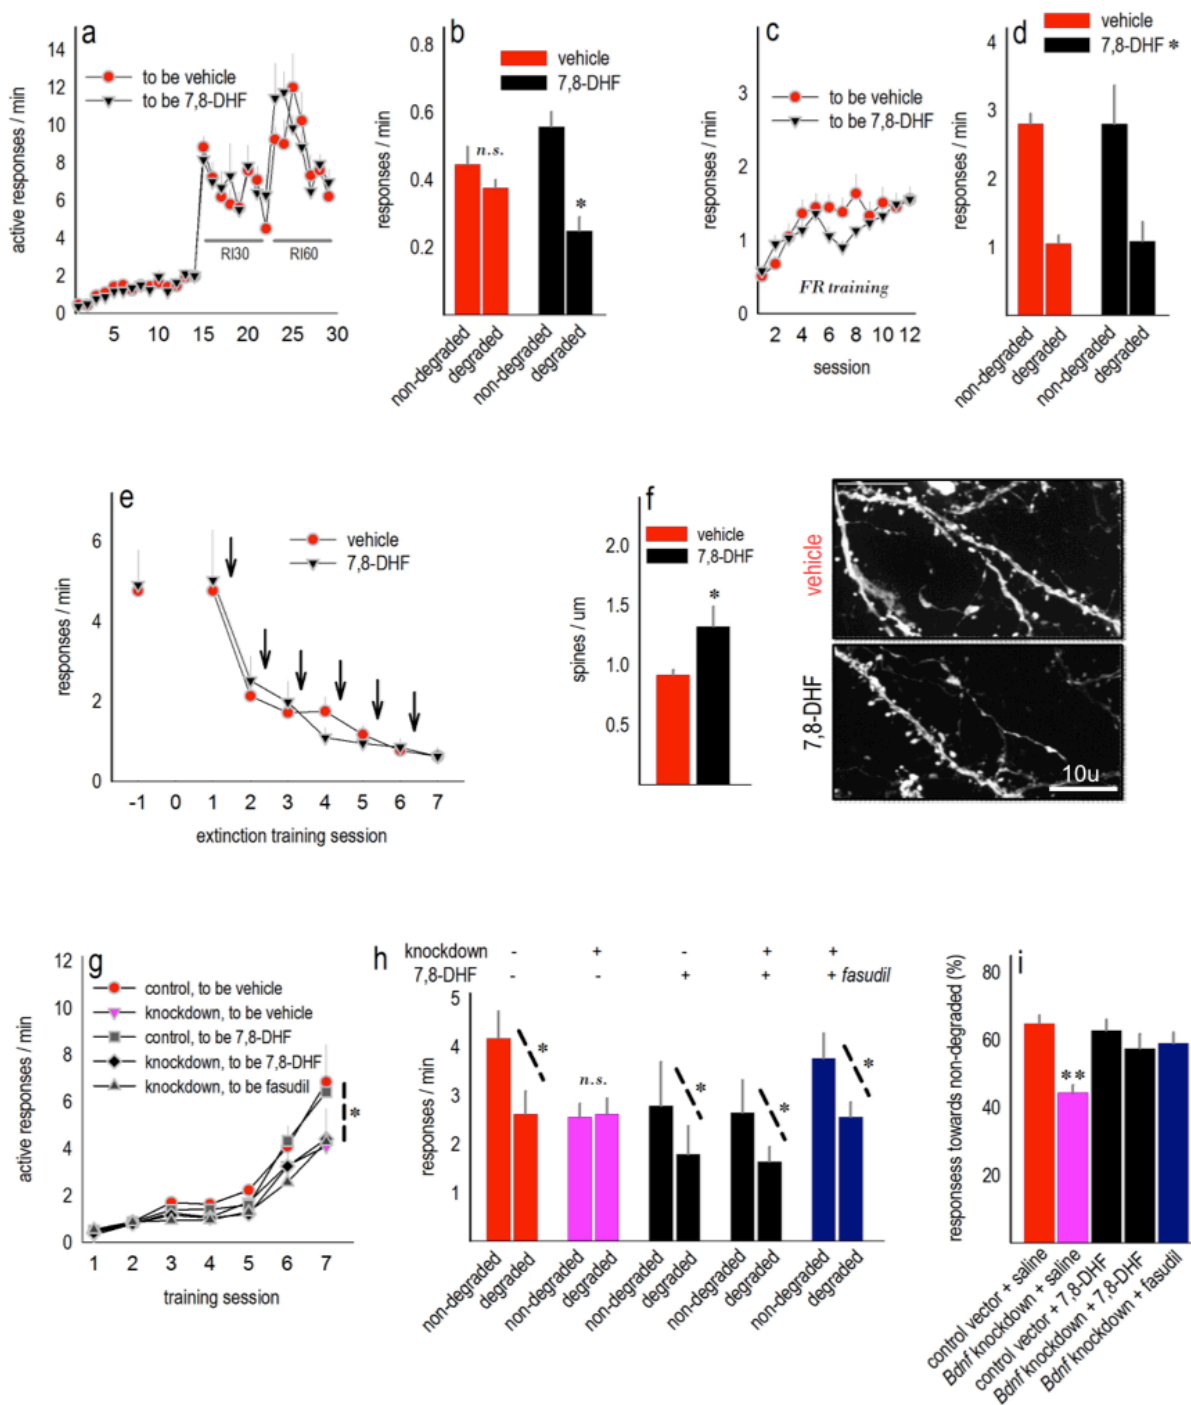 a
14
12
10
8
6
4
2
0
active responses / min
to be vehicle
to be 7,8-DHF
RI30
RI60
5
10
15
20
25
30
b
0.8
0.6
0.4
0.2
responses / min
vehicle
7,8-DHF
n.s.
*
non-degraded
degraded
non-degraded
degraded
c
3
2
1
0
responses / min
to be vehicle
to be 7,8-DHF
FR training
2
4
6
8
10
12
session
d
4
3
2
1
responses / min
vehicle
7,8-DHF *
non-degraded
degraded
non-degraded
degraded
e
6
4
2
0
responses / min
vehicle
7,8-DHF
-1
0
1
2
3
4
5
6
7
extinction training session
f
2.0
1.5
1.0
0.5
spines / um
vehicle
7,8-DHF
*
vehicle
7,8-DHF
10u
g
12
10
8
6
4
2
0
active responses / min
control, to be vehicle
knockdown, to be vehicle
control, to be 7,8-DHF
knockdown, to be 7,8-DHF
knockdown, to be fasudil
*
1
2
3
4
5
6
7
training session
h
knockdown - + - + +
7,8-DHF - - + + + fasudil
5
4
3
2
1
responses / min
*
n.s.
*
*
*
non-degraded
degraded
non-degraded
degraded
non-degraded
degraded
non-degraded
degraded
non-degraded
degraded
i
80
60
40
20
responsess towards non-degraded (%)
**
control vector + saline
Bdnf knockdown + saline
control vector + 7,8-DHF
Bdnf knockdown + 7,8-DHF
Bdnf knockdown + fasudil